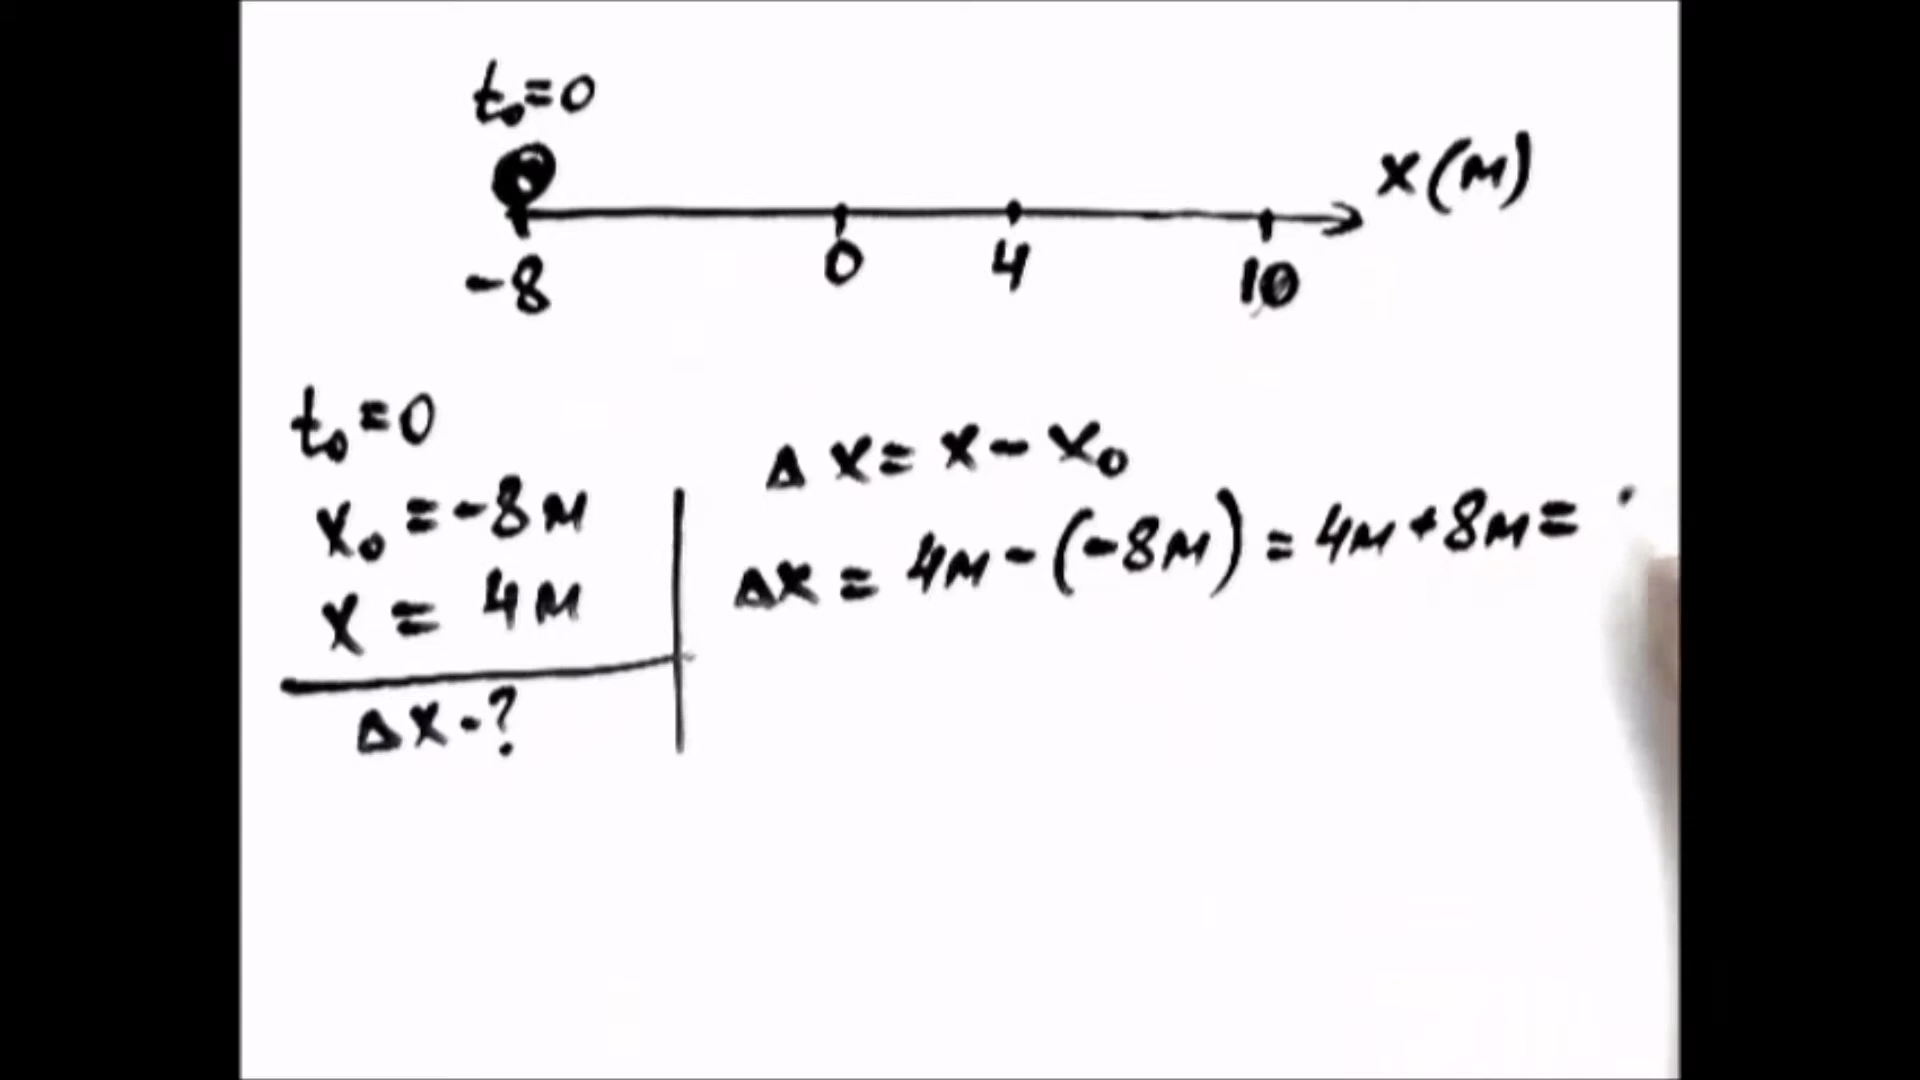 t₀=0
x(м)
-8 0 4 10
t₀=0
x₀=-8м
x = 4м
Δx-?
Δx=x-x₀
Δx = 4м-(-8м)=4м+8м=